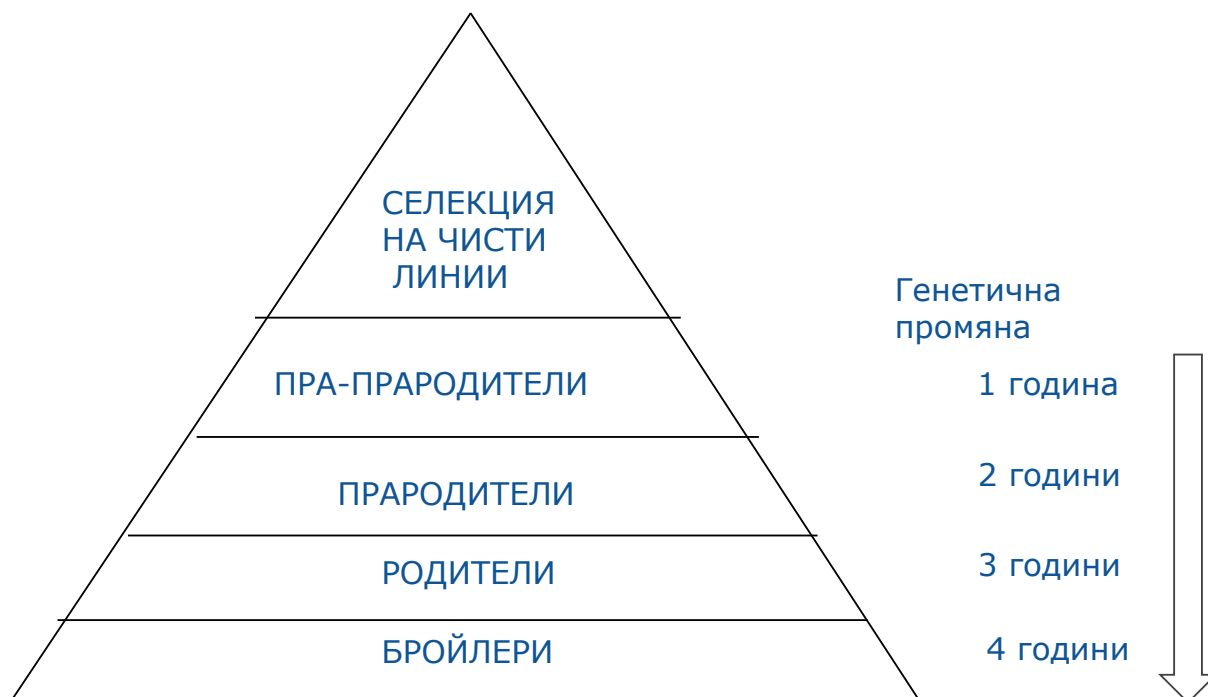 СЕЛЕКЦИЯ
НА ЧИСТИ
ЛИНИИ
Генетична
промяна
ПРА-ПРАРОДИТЕЛИ
1 година
ПРАРОДИТЕЛИ
2 години
РОДИТЕЛИ
3 години
БРОЙЛЕРИ
4 години